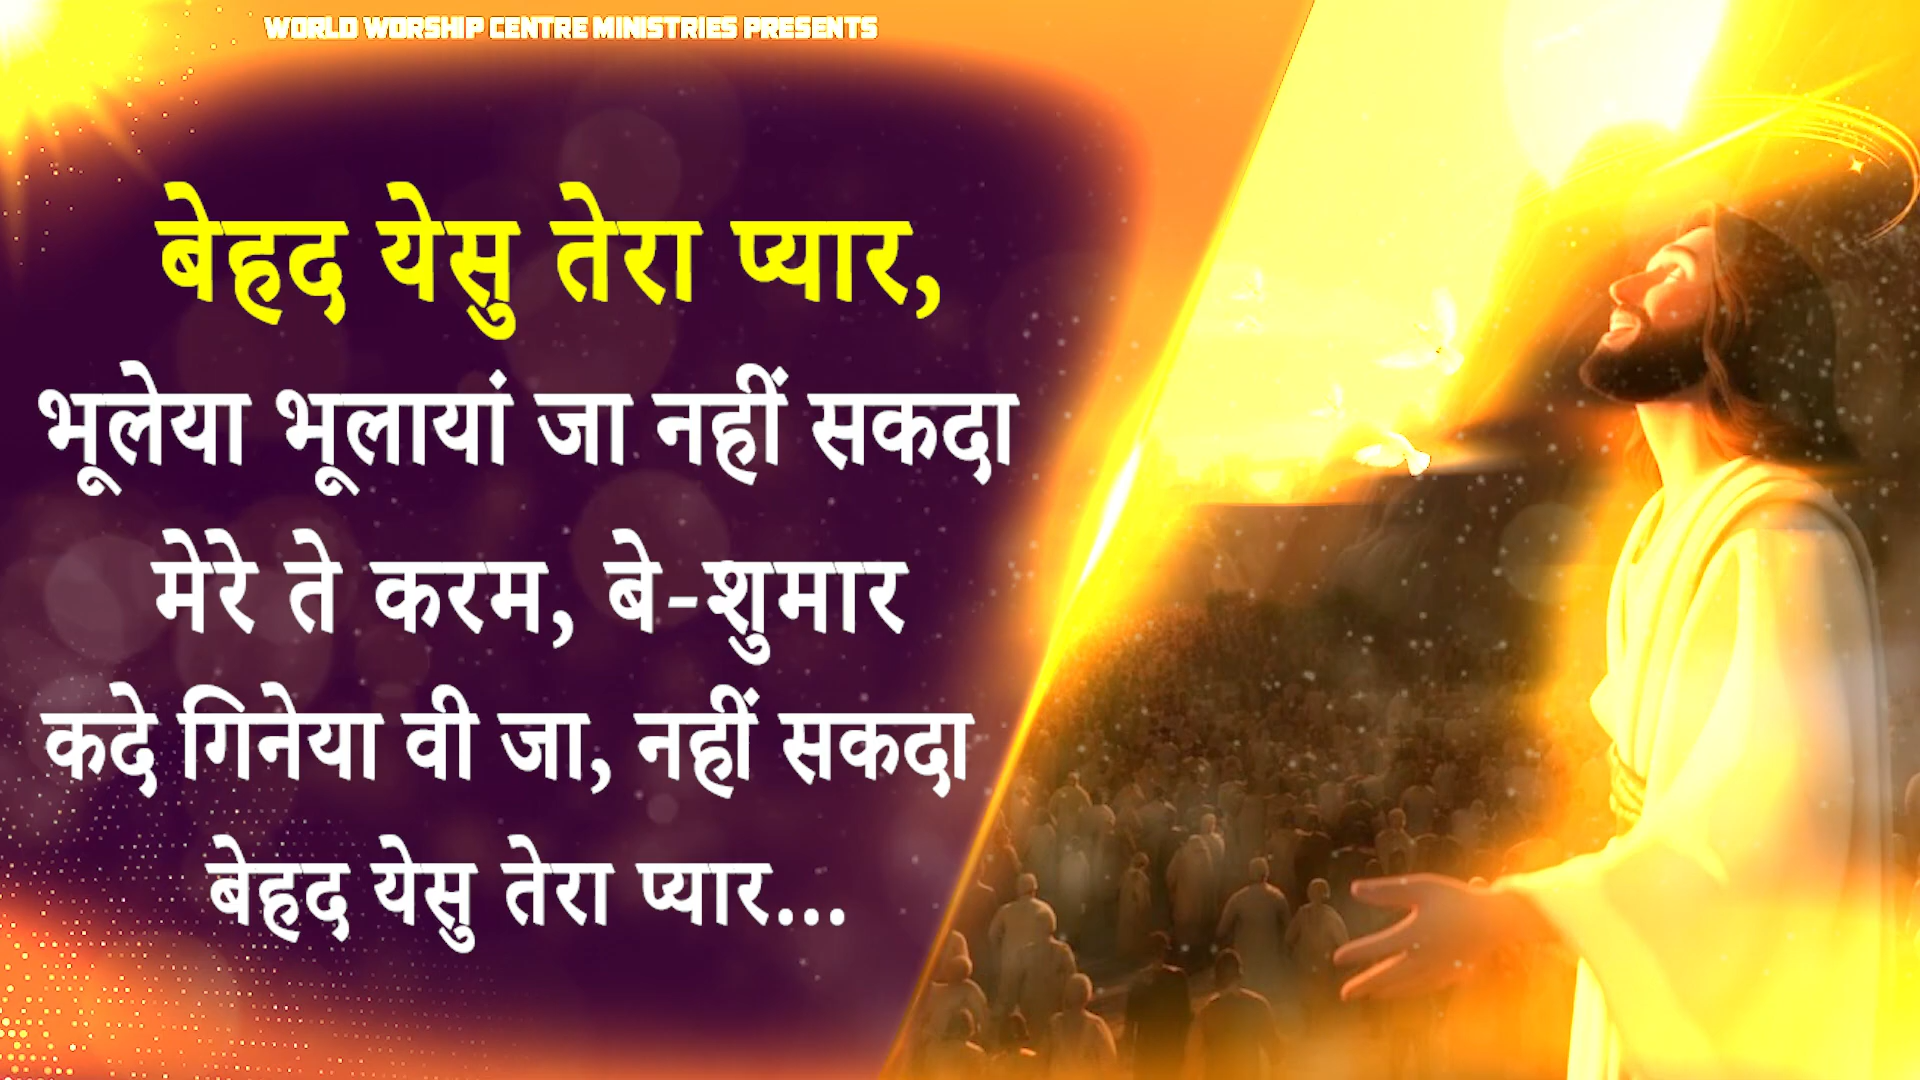 WORLD WORSHIP CENTRE MINISTRIES PRESENTS
बेहद येसु तेरा प्यार,
भूलेया भूलायां जा नहीं सकदा
मेरे ते करम, बे-शुमार
कदे गिनेया वी जा, नहीं सकदा
बेहद येसु तेरा प्यार...